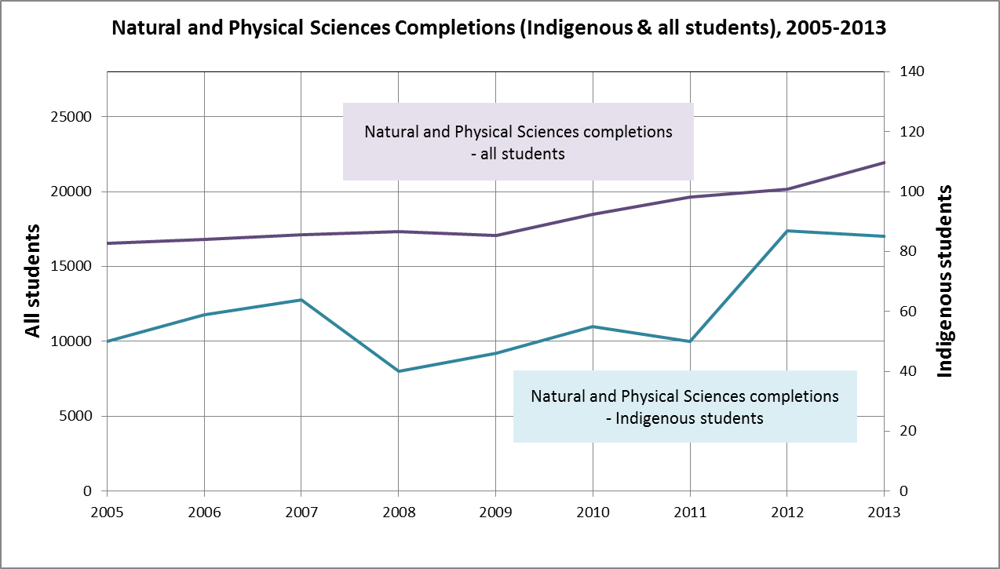 Natural and Physical Sciences Completions (Indigenous & all students), 2005-2013
All students
25000
20000
15000
10000
5000
0
Natural and Physical Sciences completions
- all students
Natural and Physical Sciences completions
- Indigenous students
140
120
100
80
60
40
20
0
Indigenous students
2005 2006 2007 2008 2009 2010 2011 2012 2013